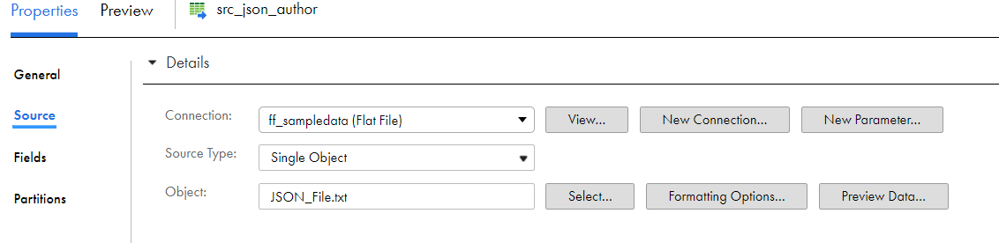 Properties Preview src_json_author
Details
General
Source
Fields
Partitions
Connection: ff_sampledata (Flat File) View... New Connection... New Parameter...
Source Type: Single Object
Object: JSON_File.txt Select... Formatting Options... Preview Data...